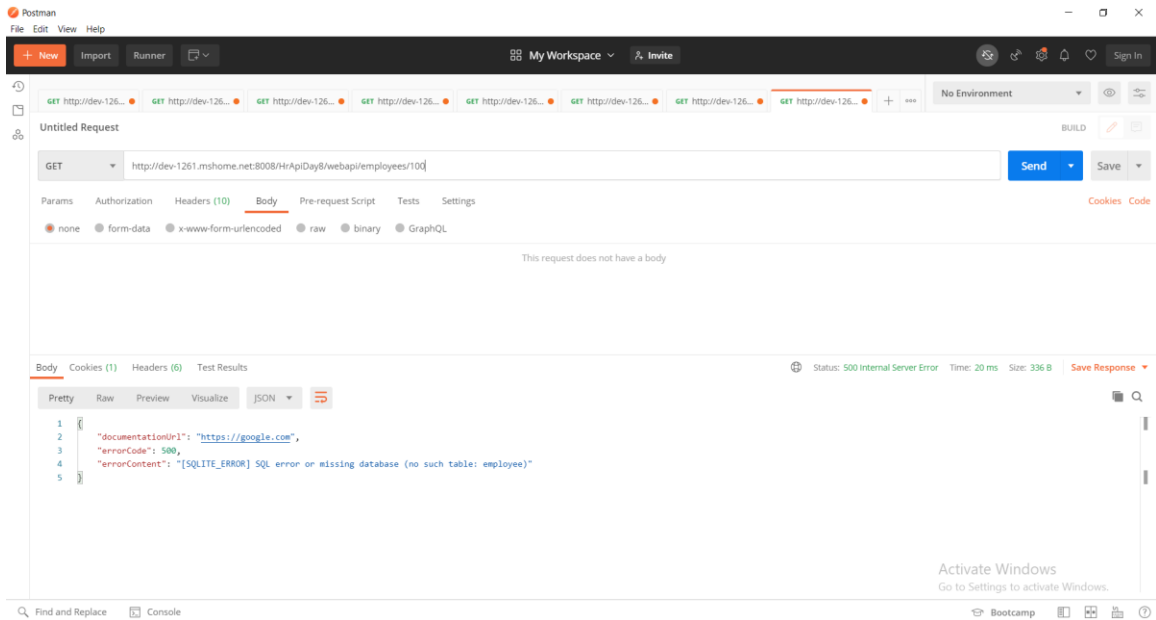 Postman
File Edit View Help
+ New Import Runner My Workspace Invite Sign In
GET http://dev-126... GET http://dev-126... GET http://dev-126... GET http://dev-126... GET http://dev-126... GET http://dev-126... GET http://dev-126... GET http://dev-126... No Environment
Untitled Request BUILD
GET http://dev-1261.mshome.net:8008/HrApiDay8/webapi/employees/100 Send Save
Params Authorization Headers (10) Body Pre-request Script Tests Settings Cookies Code
none form-data x-www-form-urlencoded raw binary GraphQL
This request does not have a body
Body Cookies (1) Headers (6) Test Results Status: 500 Internal Server Error Time: 20 ms Size: 336 B Save Response
Pretty Raw Preview Visualize JSON
1 {
2 "documentationUrl": "https://google.com",
3 "errorCode": 500,
4 "errorContent": "[SQLITE_ERROR] SQL error or missing database (no such table: employee)"
5 }
Activate Windows
Go to Settings to activate Windows.
Find and Replace Console Bootcamp